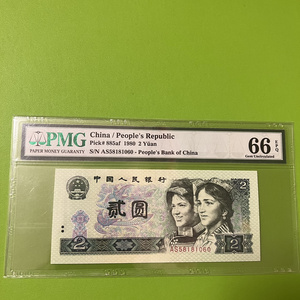 PMG
PAPER MONEY GUARANTY
China / People's Republic
Pick# 885af 1980 2 Yüan
S/N AS58181060 - People's Bank of China
66 EPQ
Gem Uncirculated
中国人民银行
贰圆
2
2
AS58181060